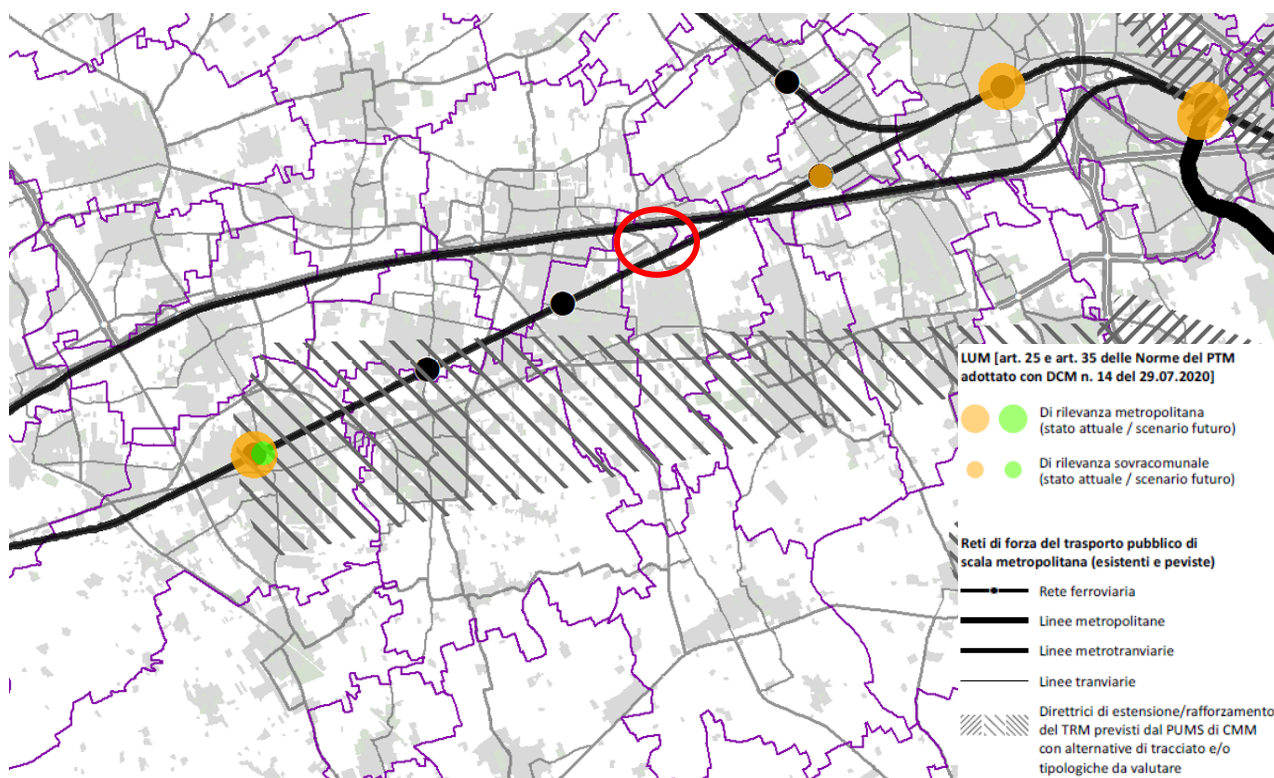 LUM [art. 25 e art. 35 delle Norme del PTM
adottato con DCM n. 14 del 29.07.2020]
Di rilevanza metropolitana
(stato attuale / scenario futuro)
Di rilevanza sovracomunale
(stato attuale / scenario futuro)
Reti di forza del trasporto pubblico di
scala metropolitana (esistenti e peviste)
Rete ferroviaria
Linee metropolitane
Linee metrotranviarie
Linee tranviarie
Direttrici di estensione/rafforzamento
del TRM previsti dal PUMS di CMM
con alternative di tracciato e/o
tipologiche da valutare